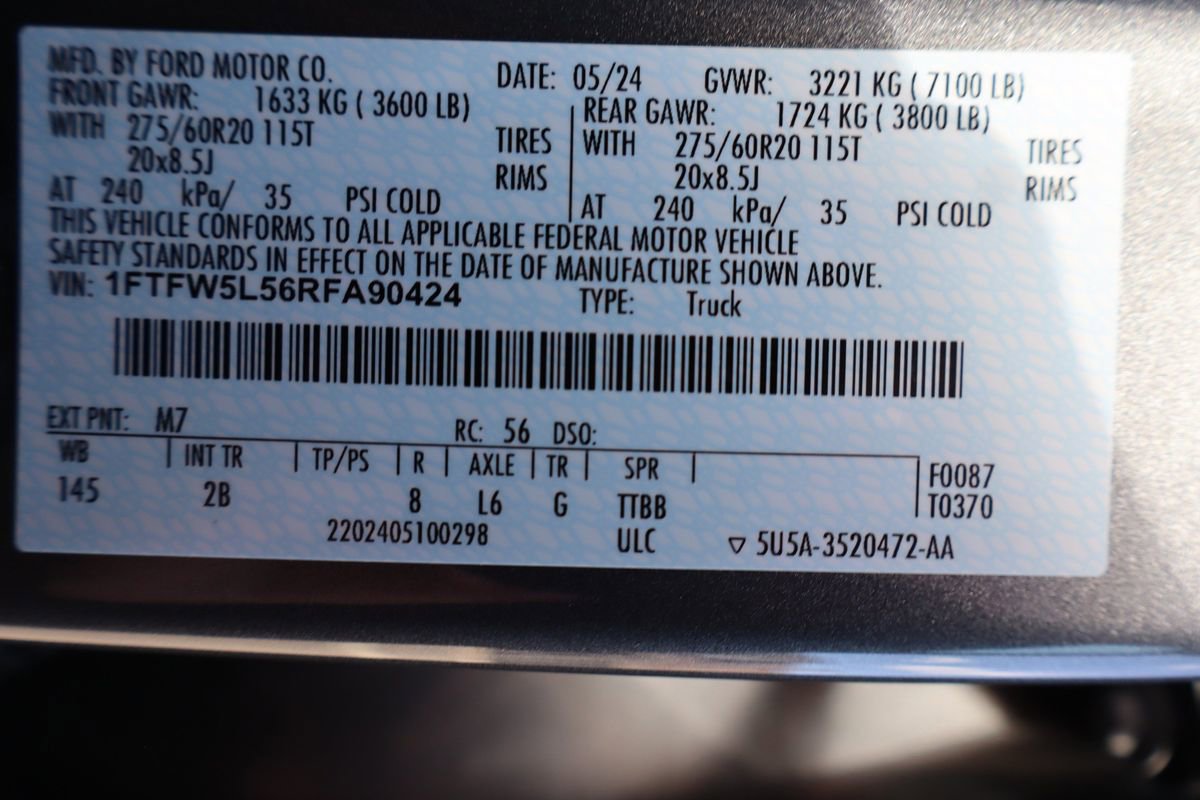 MFD. BY FORD MOTOR CO. DATE: 05/24 GVWR: 3221 KG ( 7100 LB)
FRONT GAWR: 1633 KG ( 3600 LB) REAR GAWR: 1724 KG ( 3800 LB)
WITH 275/60R20 115T TIRES WITH 275/60R20 115T TIRES
20x8.5J RIMS 20x8.5J RIMS
AT 240 kPa/ 35 PSI COLD AT 240 kPa/ 35 PSI COLD
THIS VEHICLE CONFORMS TO ALL APPLICABLE FEDERAL MOTOR VEHICLE
SAFETY STANDARDS IN EFFECT ON THE DATE OF MANUFACTURE SHOWN ABOVE.
VIN: 1FTFW5L56RFA90424 TYPE: Truck
EXT PNT: M7 RC: 56 DSO:
WB INT TR TP/PS R AXLE TR SPR F0087
145 2B 8 L6 G TTBB T0370
2202405100298 ULC ▽ 5U5A-3520472-AA